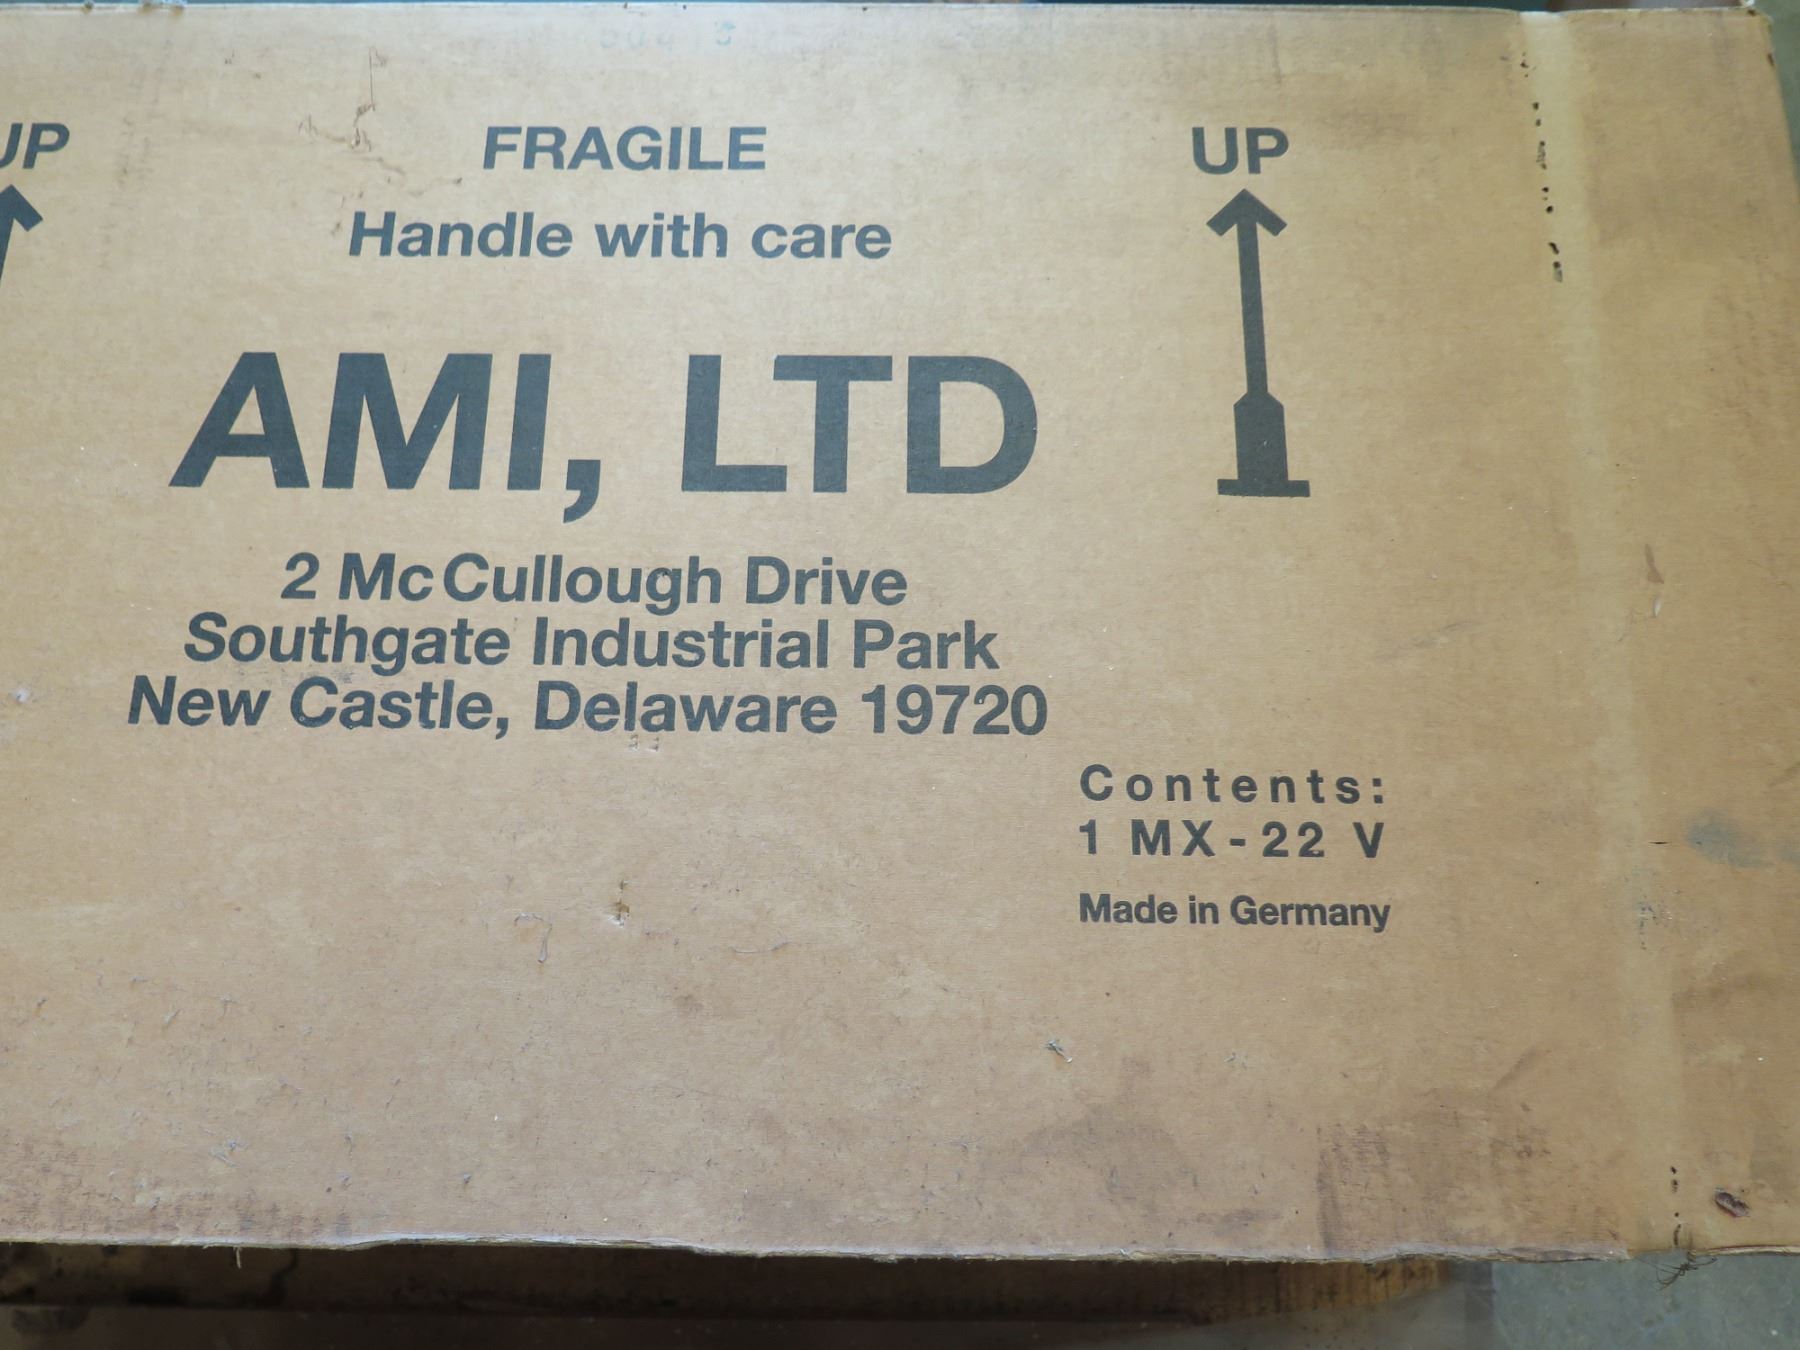 UP
FRAGILE
UP
Handle with care
AMI, LTD
2 McCullough Drive
Southgate Industrial Park
New Castle, Delaware 19720
Contents:
1 MX-22 V
Made in Germany